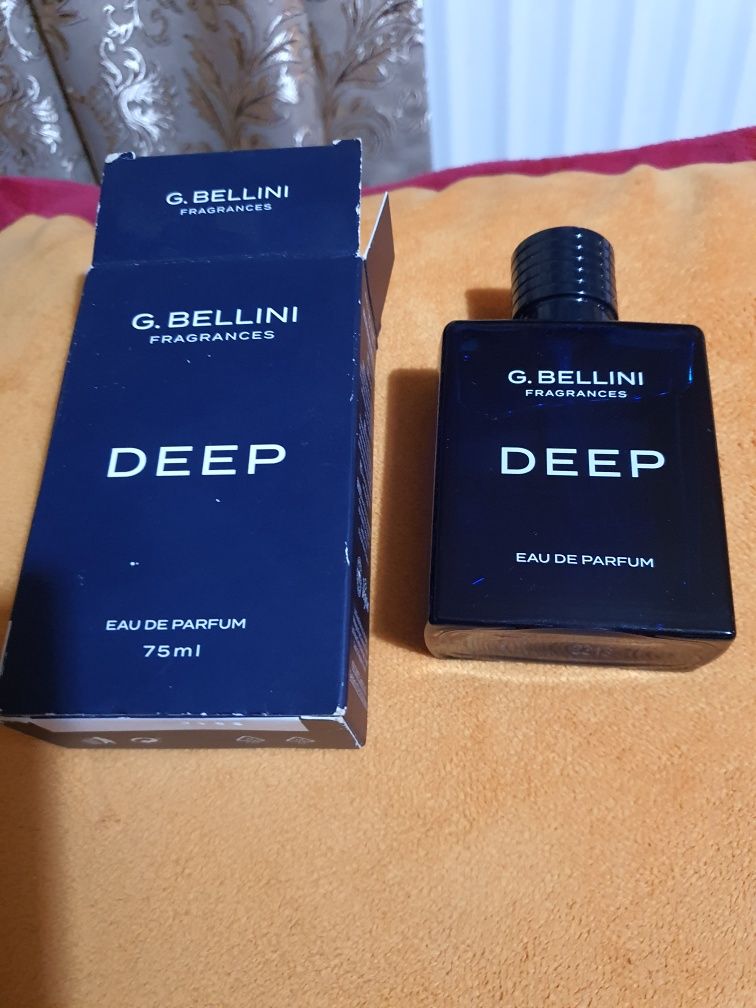 G. BELLINI
FRAGRANCES
G. BELLINI
FRAGRANCES
DEEP
EAU DE PARFUM
75ml
G. BELLINI
FRAGRANCES
DEEP
EAU DE PARFUM